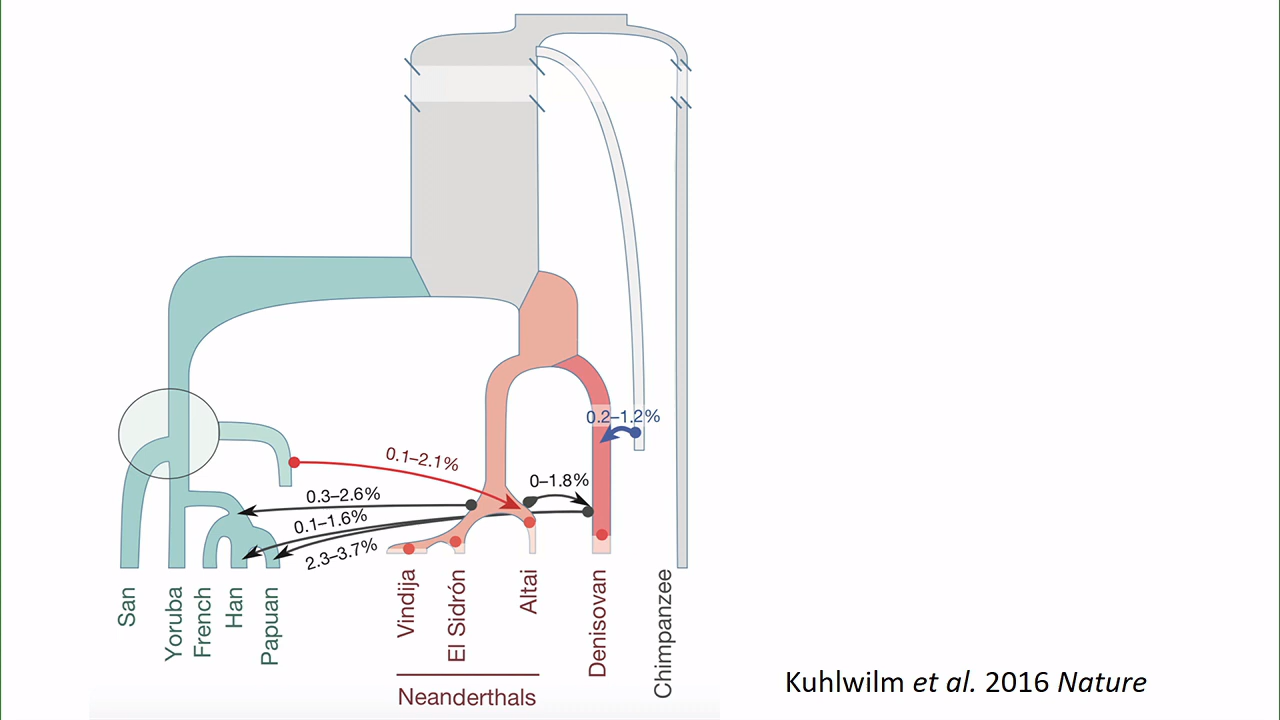 0.2–1.2%
0.1–2.1%
0–1.8%
0.3–2.6%
0.1–1.6%
2.3–3.7%
San
Yoruba
French
Han
Papuan
Vindija
El Sidrón
Altai
Denisovan
Chimpanzee
Neanderthals
Kuhlwilm et al. 2016 Nature